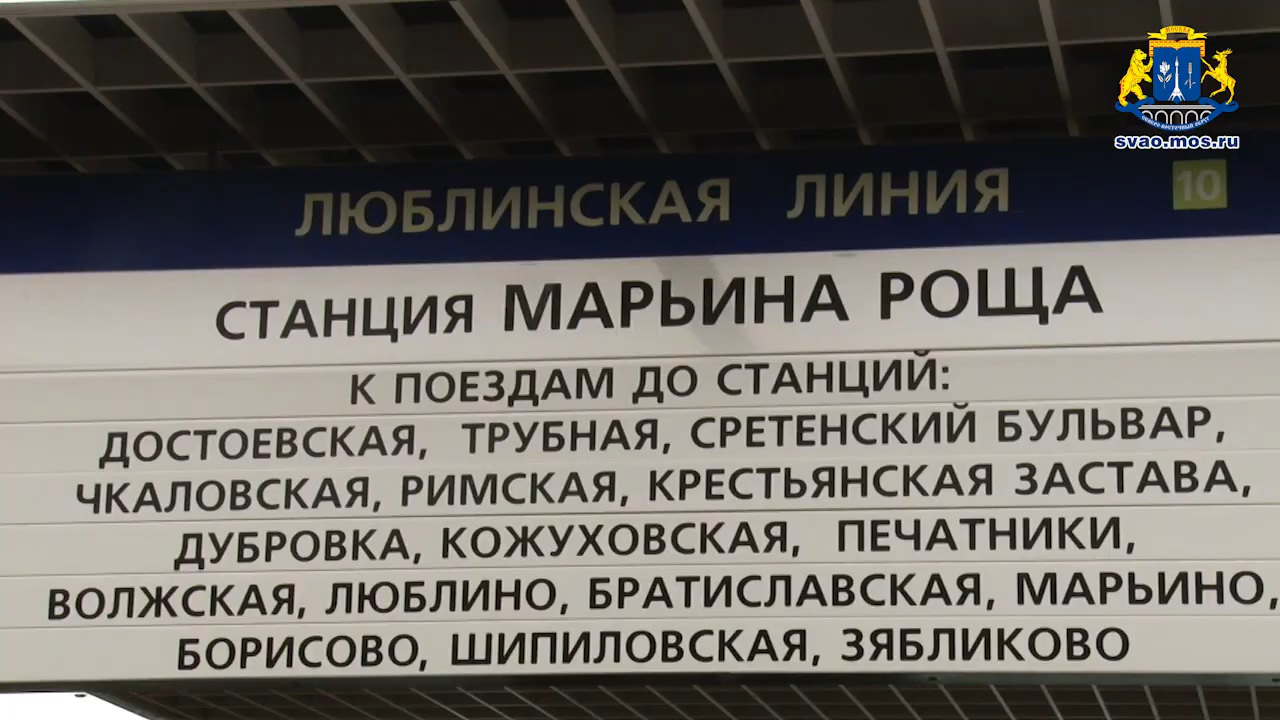 svao.mos.ru
ЛЮБЛИНСКАЯ ЛИНИЯ 10
СТАНЦИЯ МАРЬИНА РОЩА
К ПОЕЗДАМ ДО СТАНЦИЙ:
ДОСТОЕВСКАЯ, ТРУБНАЯ, СРЕТЕНСКИЙ БУЛЬВАР,
ЧКАЛОВСКАЯ, РИМСКАЯ, КРЕСТЬЯНСКАЯ ЗАСТАВА,
ДУБРОВКА, КОЖУХОВСКАЯ, ПЕЧАТНИКИ,
ВОЛЖСКАЯ, ЛЮБЛИНО, БРАТИСЛАВСКАЯ, МАРЬИНО,
БОРИСОВО, ШИПИЛОВСКАЯ, ЗЯБЛИКОВО